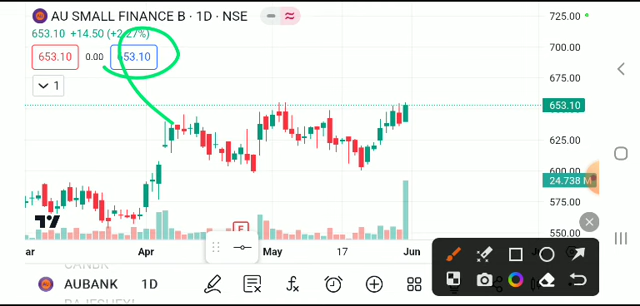 AU SMALL FINANCE B · 1D · NSE
653.10 +14.50 (+2.27%)
653.10 0.00 653.10
1
725.00
700.00
675.00
653.10
625.00
600.00
24.738 M
575.00
550.00
E
ar Apr May 17 Jun
AUBANK 1D